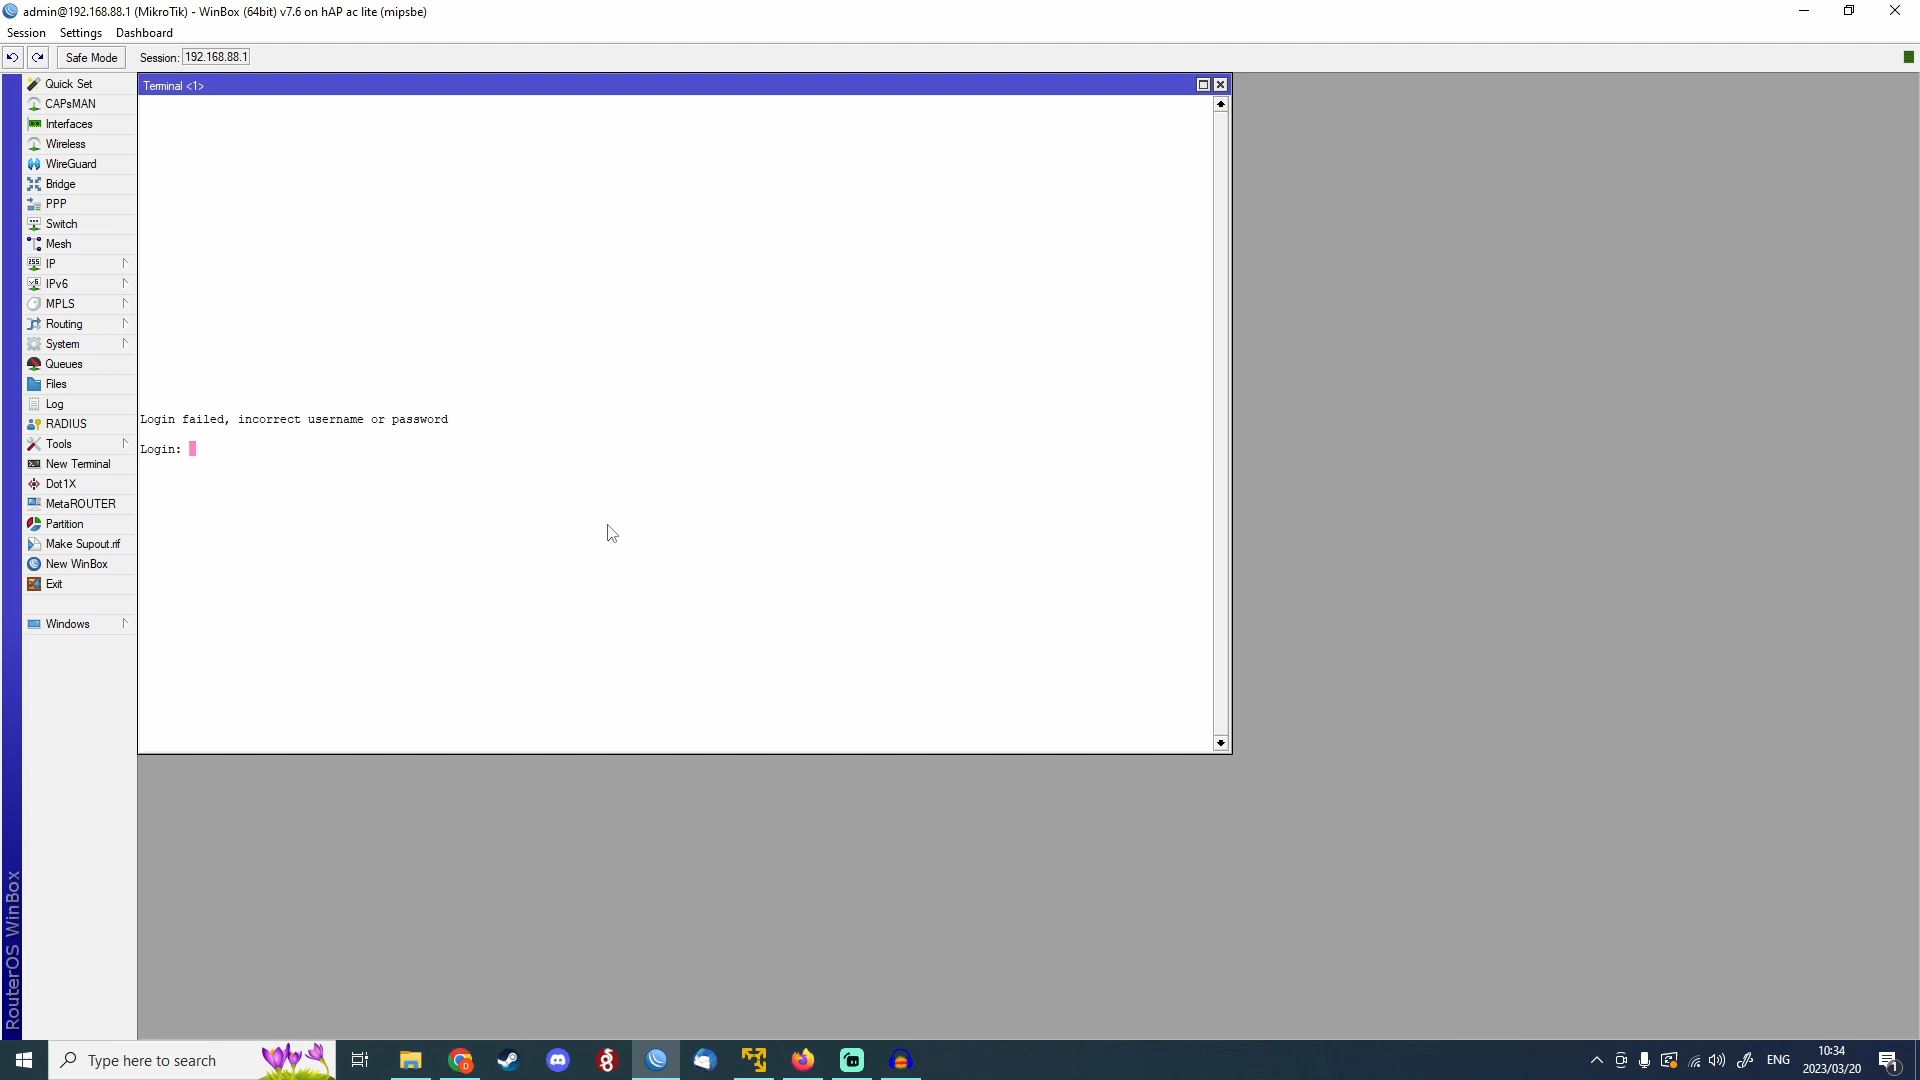 admin@192.168.88.1 (MikroTik) - WinBox (64bit) v7.6 on hAP ac lite (mipsbe)
Session Settings Dashboard
Safe Mode Session: 192.168.88.1
Quick Set
CAPsMAN
Interfaces
Wireless
WireGuard
Bridge
PPP
Switch
Mesh
IP
IPv6
MPLS
Routing
System
Queues
Files
Log
RADIUS
Tools
New Terminal
Dot1X
MetaROUTER
Partition
Make Supout.rif
New WinBox
Exit
Windows
RouterOS WinBox
Terminal <1>
Login failed, incorrect username or password
Login:
Type here to search
ENG
10:34
2023/03/20
1